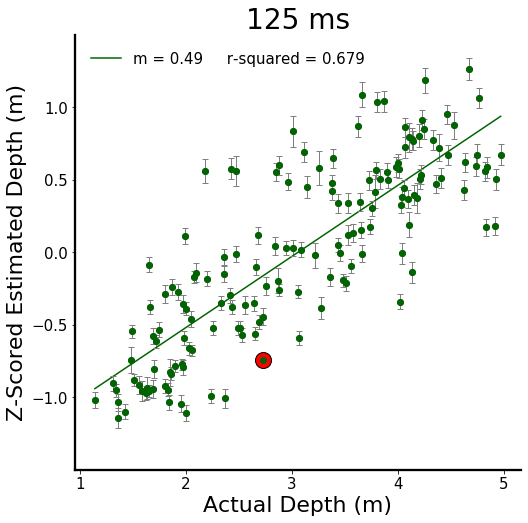 125 ms
m = 0.49 r-squared = 0.679
Z-Scored Estimated Depth (m)
1.0
0.5
0.0
−0.5
−1.0
1 2 3 4 5
Actual Depth (m)